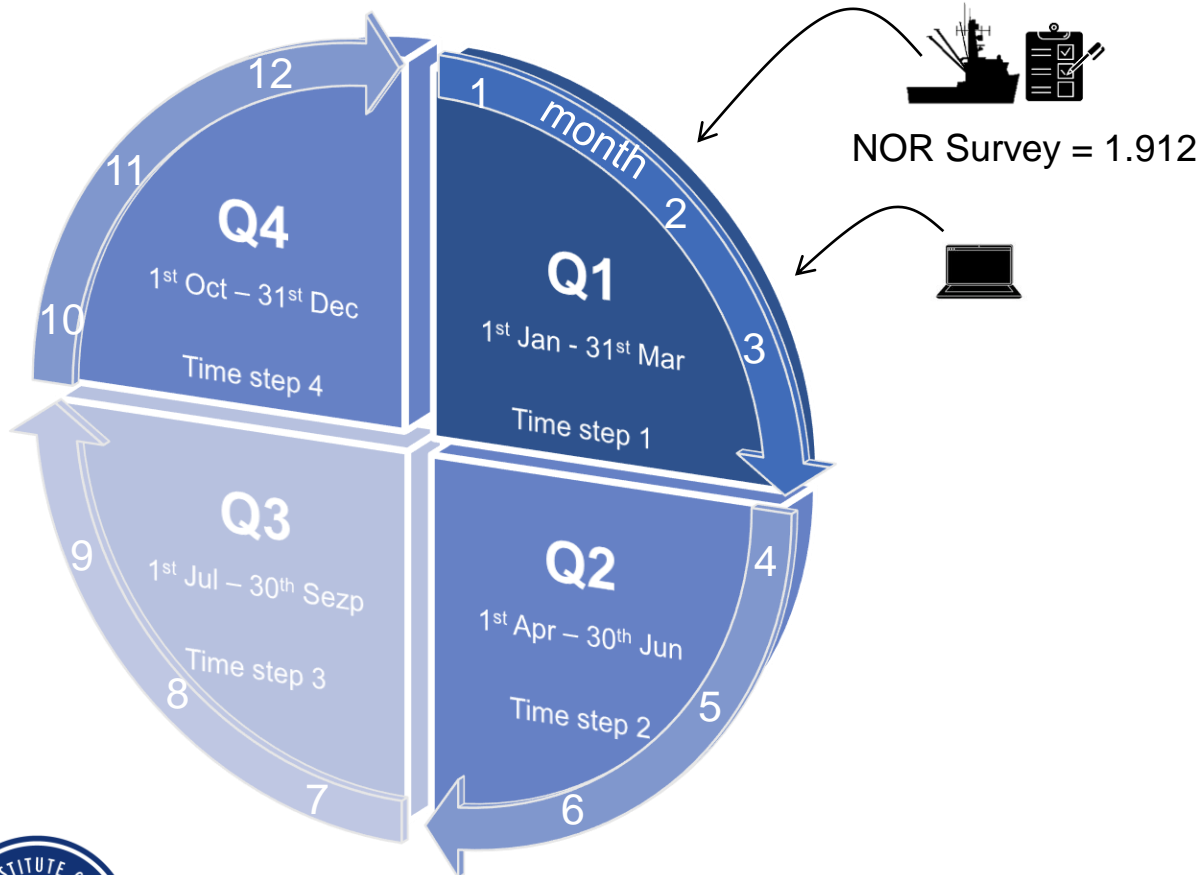 12
1
month
2
3
11
10
Q4
1st Oct – 31st Dec
Time step 4
Q1
1st Jan - 31st Mar
Time step 1
NOR Survey = 1.912
Q3
1st Jul – 30th Sezp
Time step 3
9
8
7
Q2
1st Apr – 30th Jun
Time step 2
4
5
6